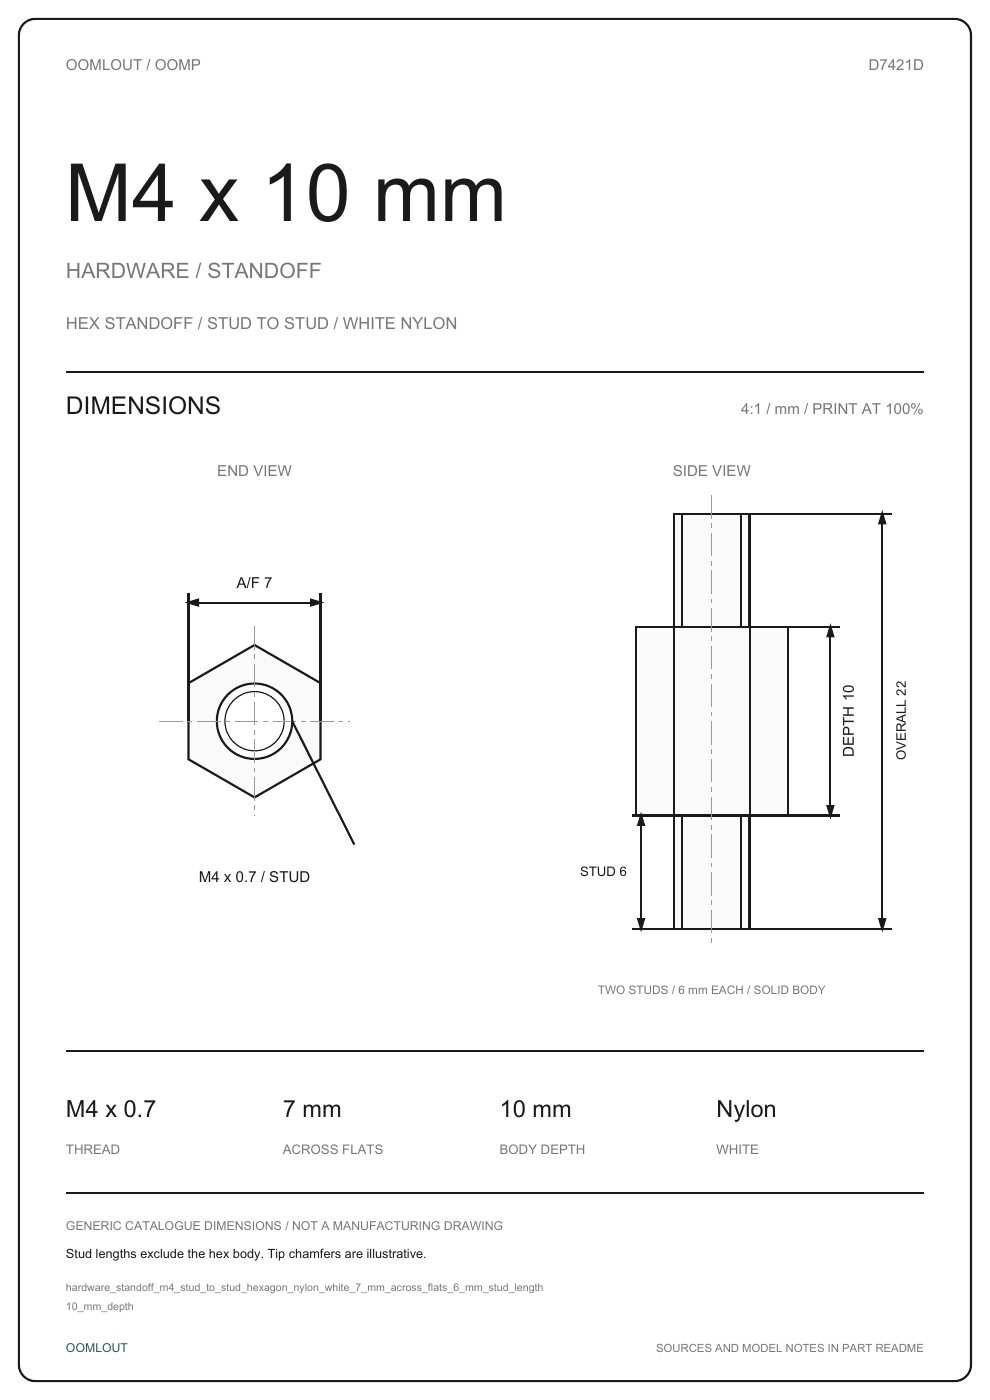 OOMLOUT / OOMP
D7421D
M4 x 10 mm
HARDWARE / STANDOFF
HEX STANDOFF / STUD TO STUD / WHITE NYLON
DIMENSIONS
4:1 / mm / PRINT AT 100%
END VIEW
SIDE VIEW
A/F 7
DEPTH 10
OVERALL 22
STUD 6
M4 x 0.7 / STUD
TWO STUDS / 6 mm EACH / SOLID BODY
M4 x 0.7
7 mm
10 mm
Nylon
THREAD
ACROSS FLATS
BODY DEPTH
WHITE
GENERIC CATALOGUE DIMENSIONS / NOT A MANUFACTURING DRAWING
Stud lengths exclude the hex body. Tip chamfers are illustrative.
hardware_standoff_m4_stud_to_stud_hexagon_nylon_white_7_mm_across_flats_6_mm_stud_length
10_mm_depth
OOMLOUT
SOURCES AND MODEL NOTES IN PART README